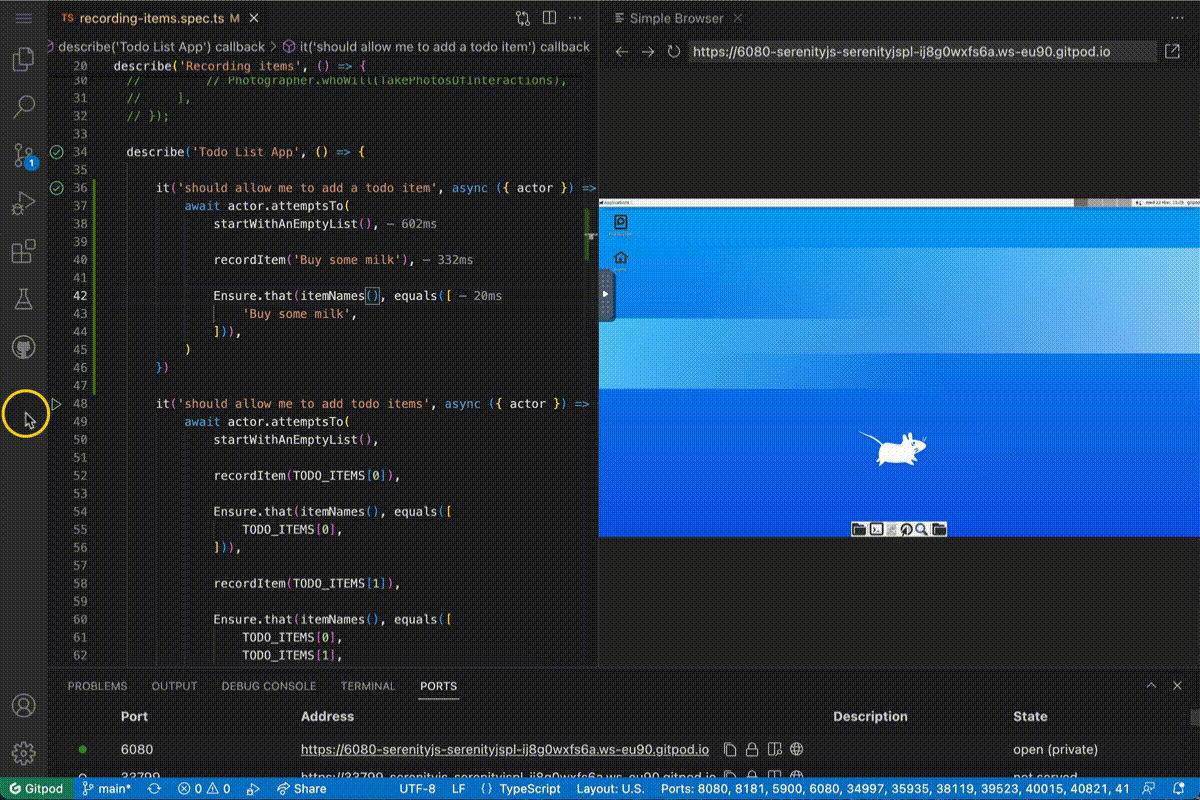 TS recording-items.spec.ts M
describe('Todo List App') callback > it('should allow me to add a todo item') callback
20 describe('Recording items', () => {
30 // // Photographer.whoWill(TakePhotosOfInteractions),
31 // ],
32 // });
33
34 describe('Todo List App', () => {
35
36 it('should allow me to add a todo item', async ({ actor }) =>
37 await actor.attemptsTo(
38 startWithAnEmptyList(), — 602ms
39
40 recordItem('Buy some milk'), — 332ms
41
42 Ensure.that(itemNames(), equals([ — 20ms
43 'Buy some milk',
44 ])),
45 )
46 })
47
48 it('should allow me to add todo items', async ({ actor }) =>
49 await actor.attemptsTo(
50 startWithAnEmptyList(),
51
52 recordItem(TODO_ITEMS[0]),
53
54 Ensure.that(itemNames(), equals([
55 TODO_ITEMS[0],
56 ])),
57
58 recordItem(TODO_ITEMS[1]),
59
60 Ensure.that(itemNames(), equals([
61 TODO_ITEMS[0],
62 TODO_ITEMS[1],
1
Simple Browser
https://6080-serenityjs-serenityjspl-ij8g0wxfs6a.ws-eu90.gitpod.io
Applications
PROBLEMS OUTPUT DEBUG CONSOLE TERMINAL PORTS
Port Address Description State
6080 https://6080-serenityjs-serenityjspl-ij8g0wxfs6a.ws-eu90.gitpod.io open (private)
33799 https://33799-serenityjs-serenityjspl-ij8g0wxfs6a.ws-eu90.gitpod.io not served
Gitpod main* 0 0 Share UTF-8 LF {} TypeScript Layout: U.S. Ports: 8080, 8181, 5900, 6080, 34997, 35935, 38119, 39523, 40015, 40821, 41